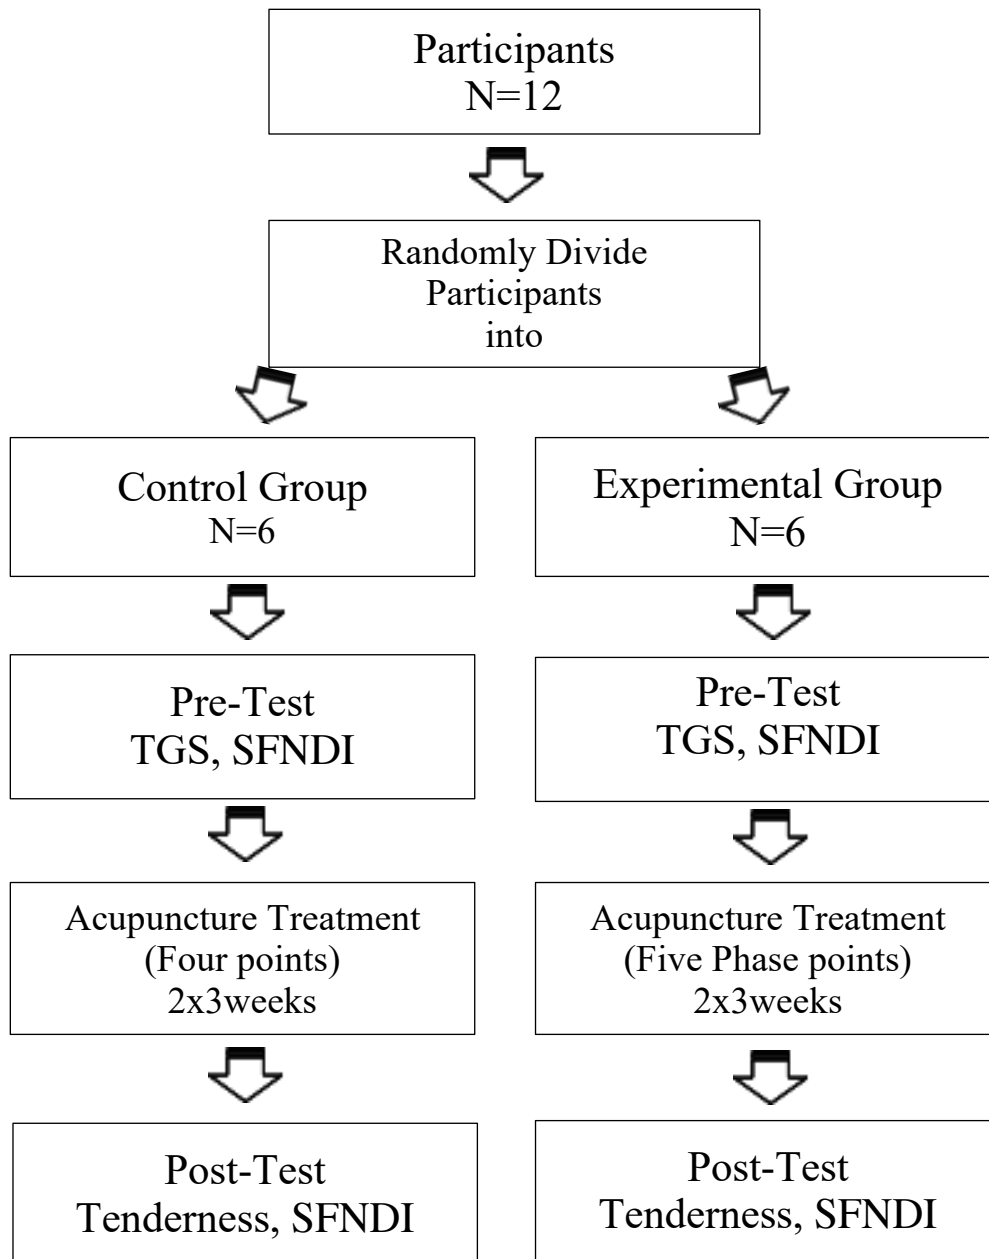 Participants
N=12
Randomly Divide
Participants
into
Control Group
N=6
Experimental Group
N=6
Pre-Test
TGS, SFNDI
Pre-Test
TGS, SFNDI
Acupuncture Treatment
(Four points)
2x3weeks
Acupuncture Treatment
(Five Phase points)
2x3weeks
Post-Test
Tenderness, SFNDI
Post-Test
Tenderness, SFNDI